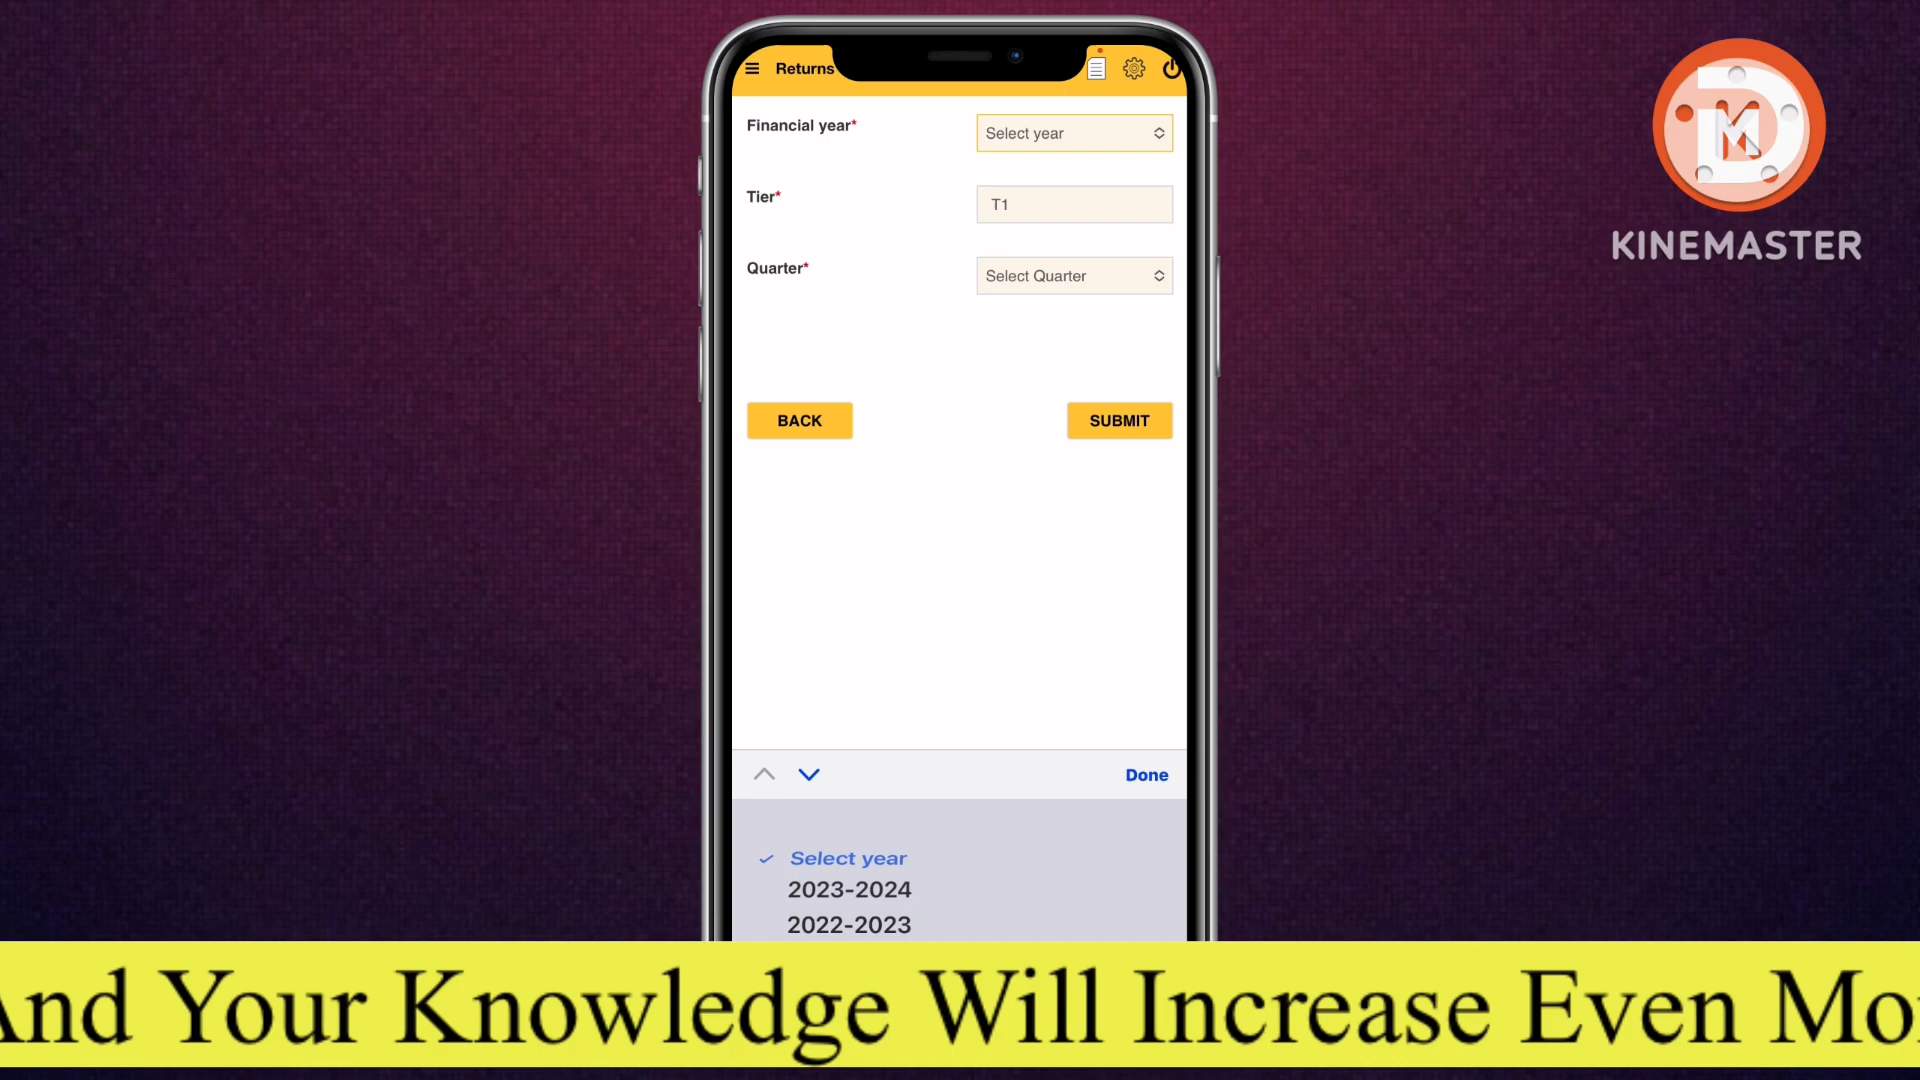 Returns
Financial year*
Select year
Tier*
T1
Quarter*
Select Quarter
BACK
SUBMIT
Done
Select year
2023-2024
2022-2023
KINEMASTER
And Your Knowledge Will Increase Even Mo